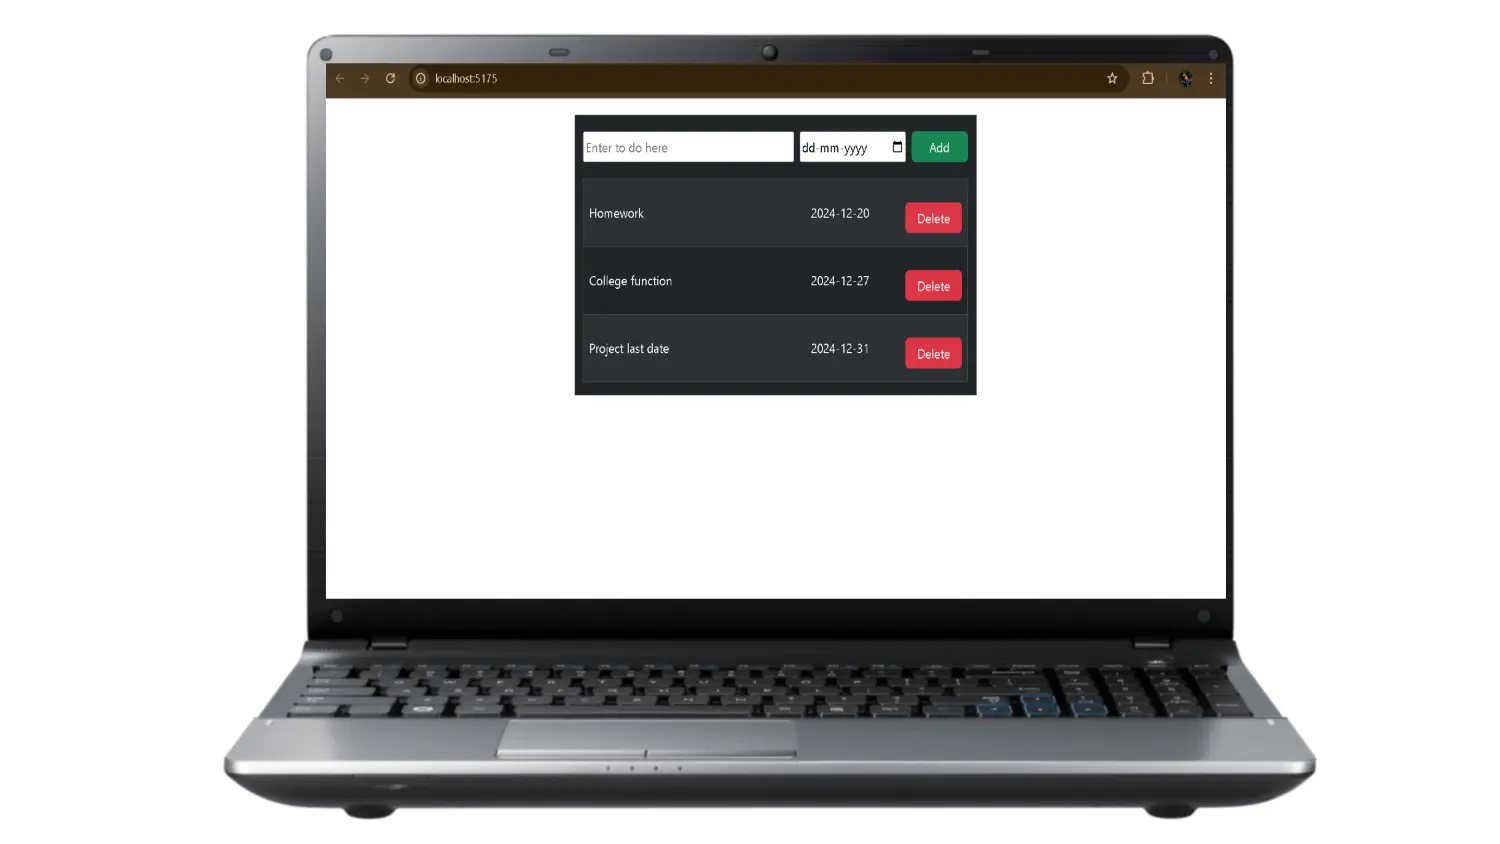 localhost:5175
Enter to do here dd-mm-yyyy Add
Homework 2024-12-20 Delete
College function 2024-12-27 Delete
Project last date 2024-12-31 Delete